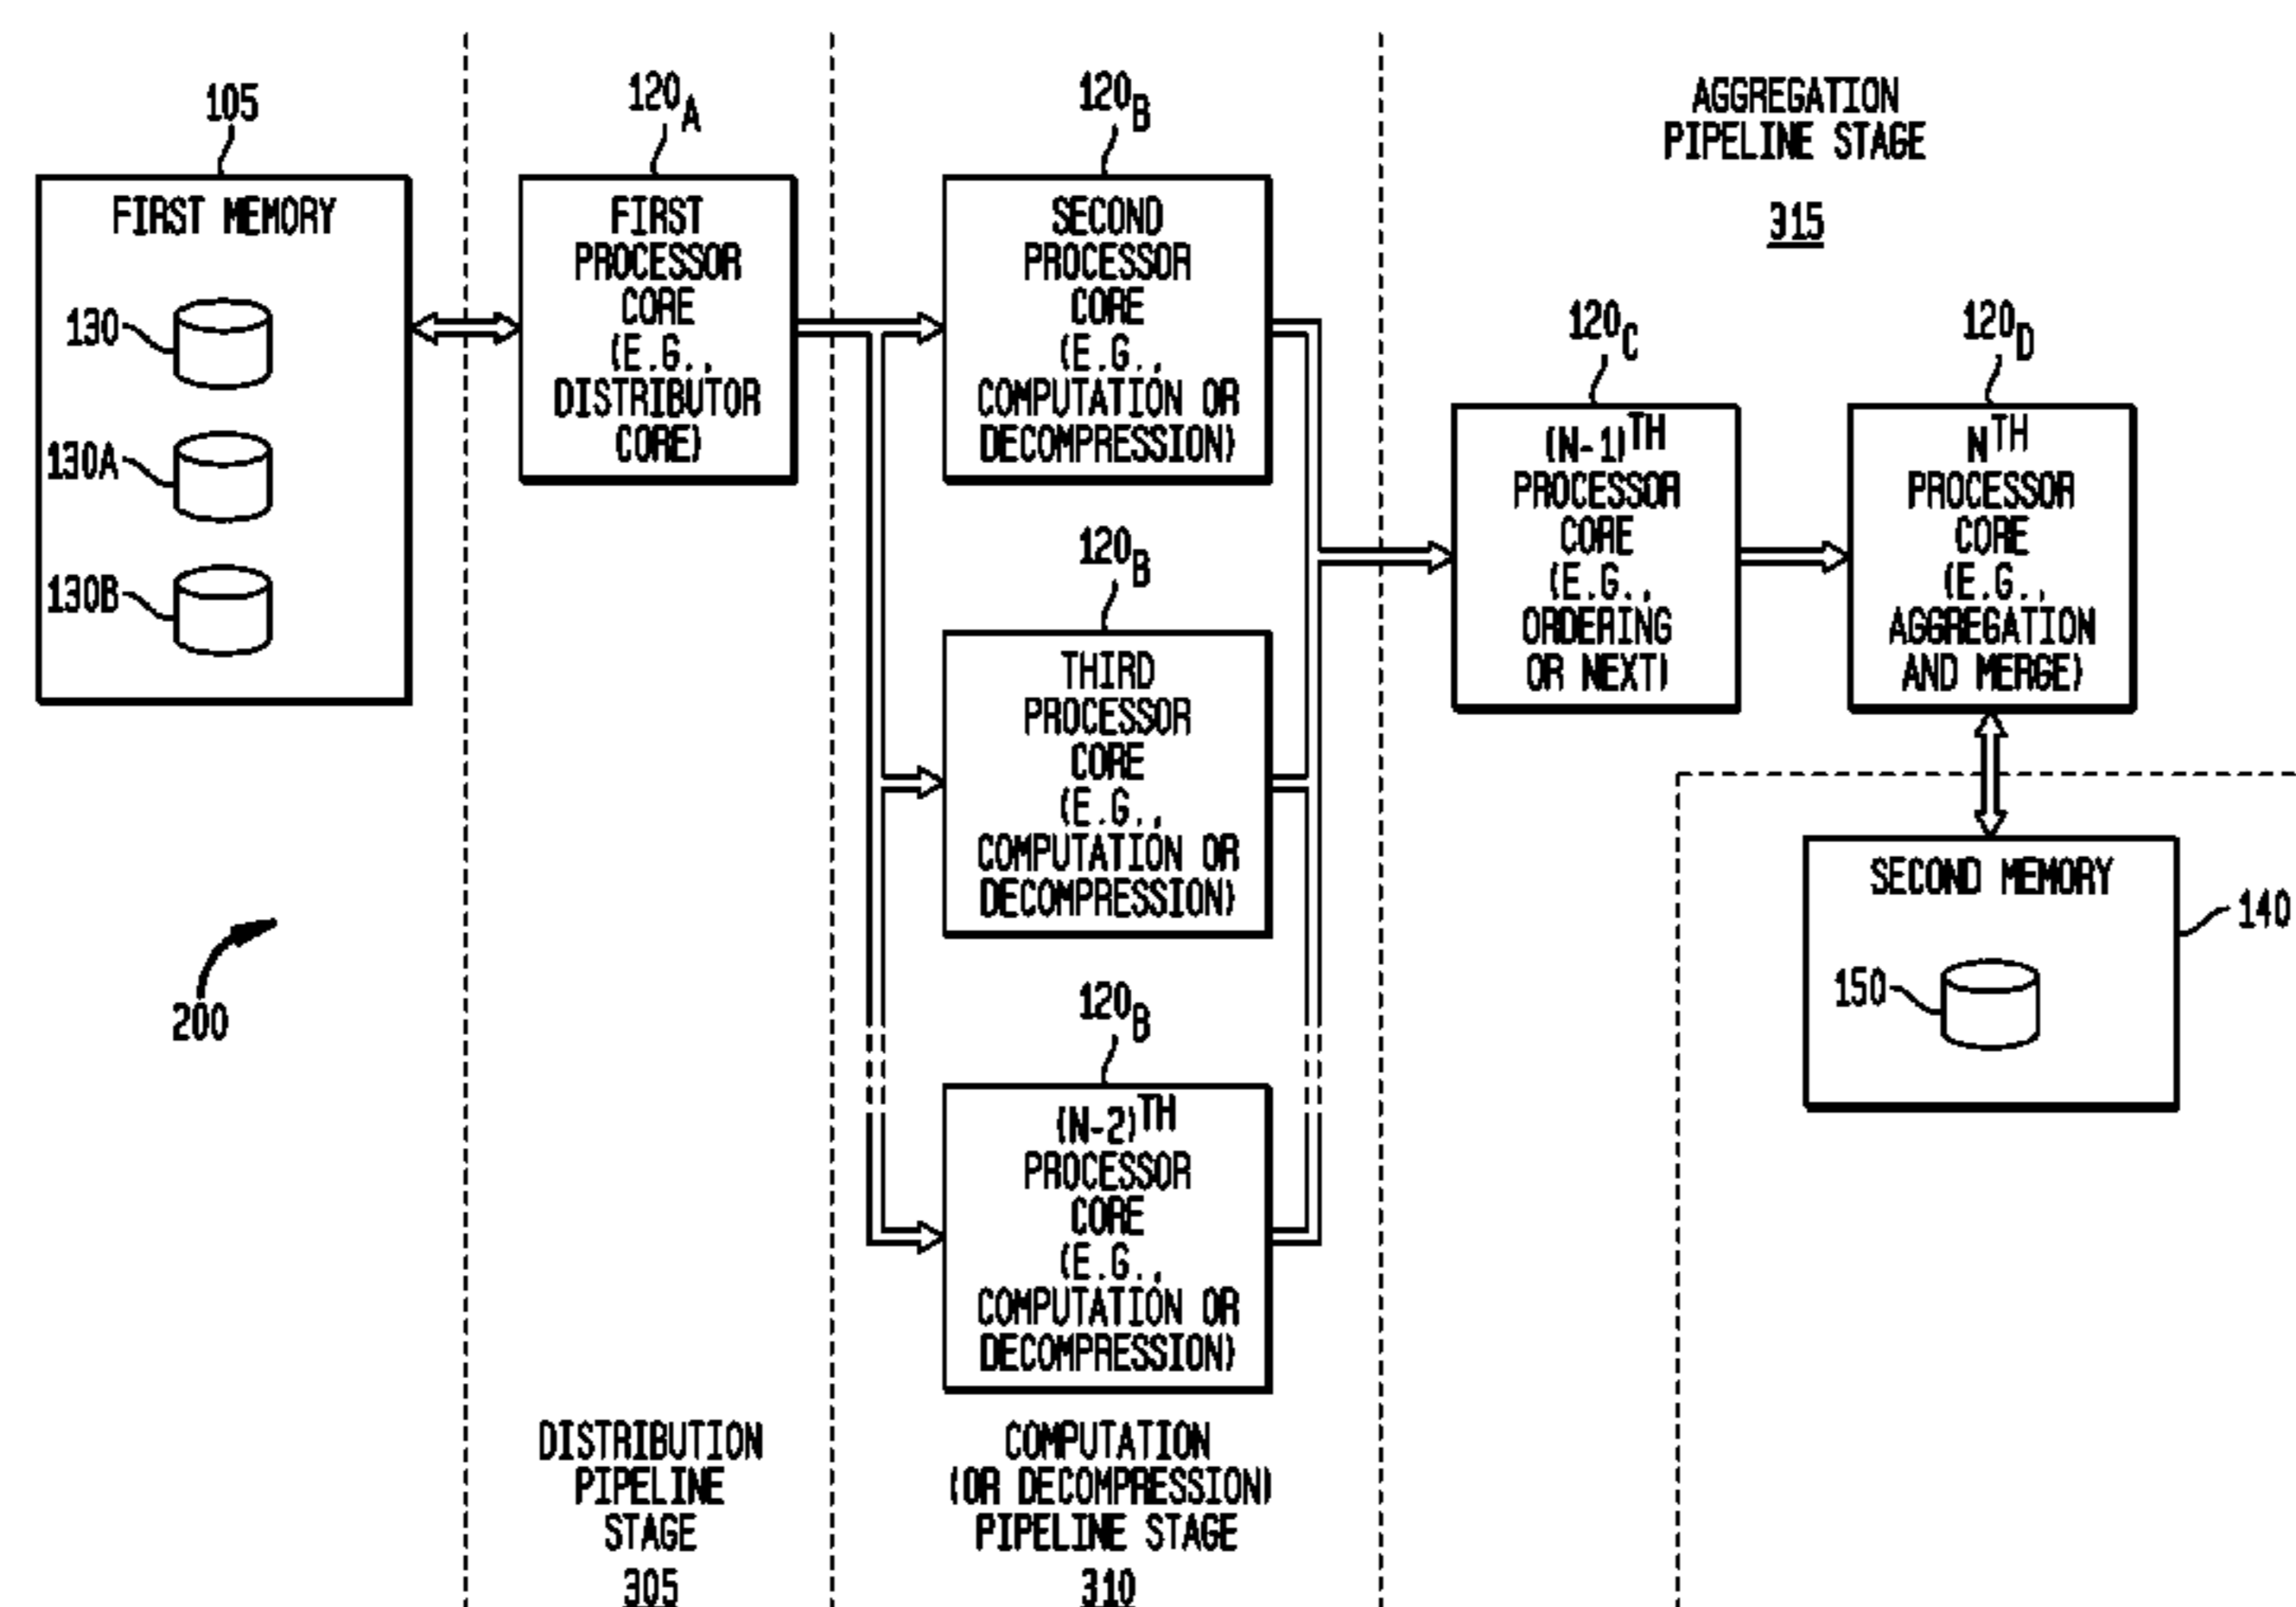 105
FIRST MEMORY
130
130A
130B
200
120A
FIRST
PROCESSOR
CORE
(E.G.,
DISTRIBUTOR
CORE)
DISTRIBUTION
PIPELINE
STAGE
305
120B
SECOND
PROCESSOR
CORE
(E.G.,
COMPUTATION OR
DECOMPRESSION)
120B
THIRD
PROCESSOR
CORE
(E.G.,
COMPUTATION OR
DECOMPRESSION)
120B
(N-2)TH
PROCESSOR
CORE
(E.G.,
COMPUTATION OR
DECOMPRESSION)
COMPUTATION
(OR DECOMPRESSION)
PIPELINE STAGE
310
AGGREGATION
PIPELINE STAGE
315
120C
(N-1)TH
PROCESSOR
CORE
(E.G.,
ORDERING
OR NEXT)
120D
NTH
PROCESSOR
CORE
(E.G.,
AGGREGATION
AND MERGE)
SECOND MEMORY
140
150